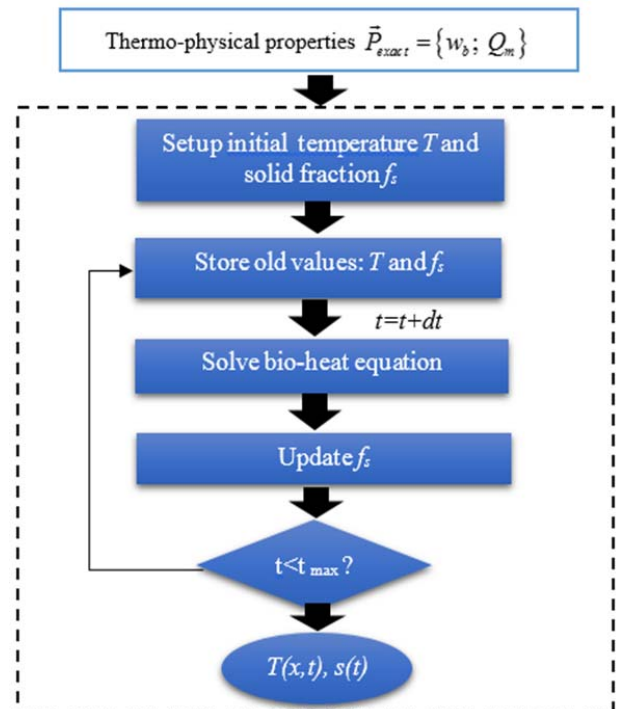 Thermo-physical properties P⃗exact = {wb; Qm}
Setup initial temperature T and
solid fraction fs
Store old values: T and fs
t=t+dt
Solve bio-heat equation
Update fs
t<t max ?
T(x,t), s(t)